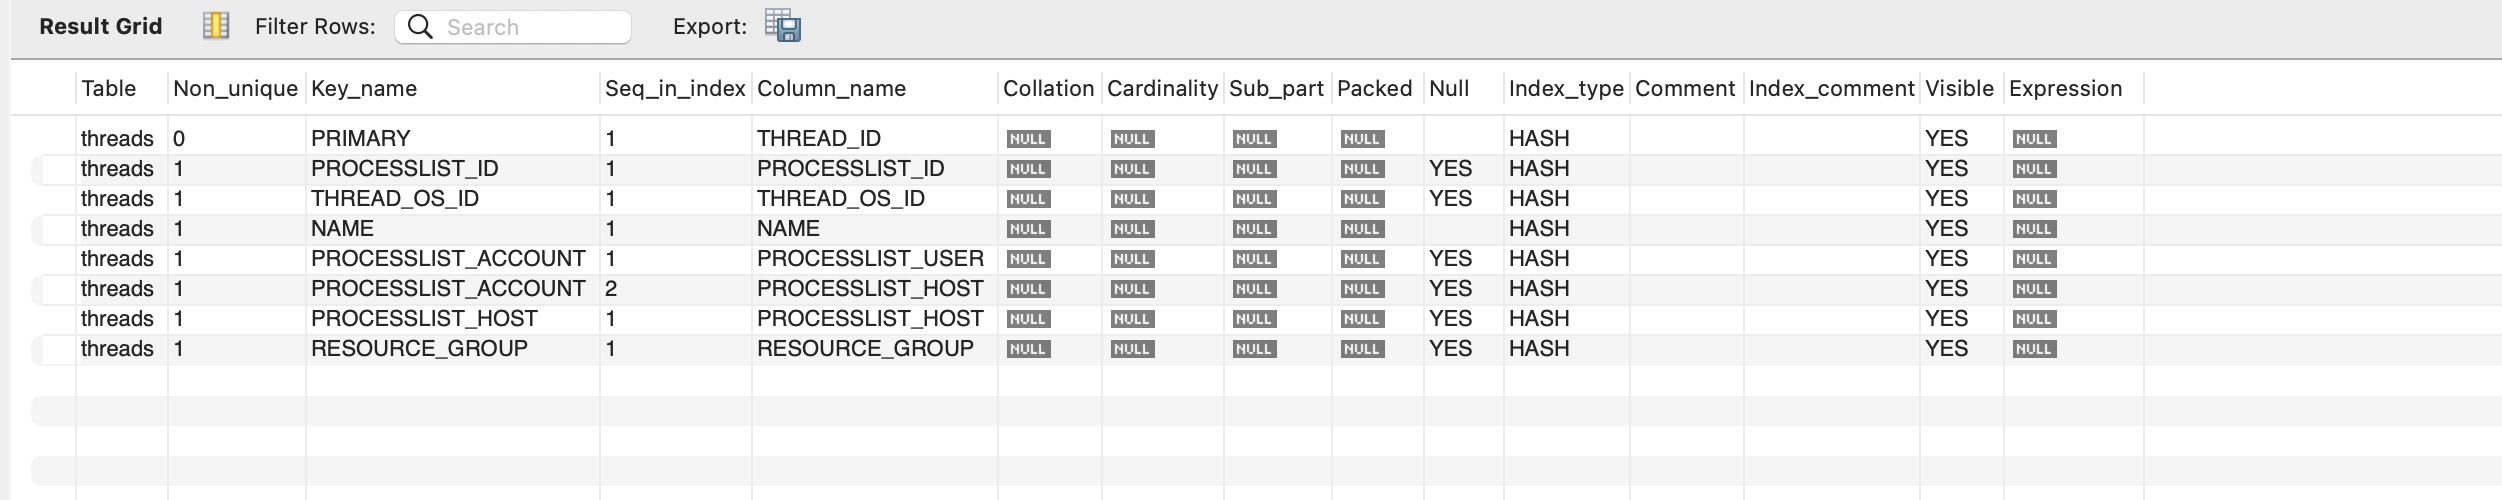 Result Grid Filter Rows: Search Export:
Table Non_unique Key_name Seq_in_index Column_name Collation Cardinality Sub_part Packed Null Index_type Comment Index_comment Visible Expression
threads 0 PRIMARY 1 THREAD_ID NULL NULL NULL NULL HASH YES NULL
threads 1 PROCESSLIST_ID 1 PROCESSLIST_ID NULL NULL NULL NULL YES HASH YES NULL
threads 1 THREAD_OS_ID 1 THREAD_OS_ID NULL NULL NULL NULL YES HASH YES NULL
threads 1 NAME 1 NAME NULL NULL NULL NULL HASH YES NULL
threads 1 PROCESSLIST_ACCOUNT 1 PROCESSLIST_USER NULL NULL NULL NULL YES HASH YES NULL
threads 1 PROCESSLIST_ACCOUNT 2 PROCESSLIST_HOST NULL NULL NULL NULL YES HASH YES NULL
threads 1 PROCESSLIST_HOST 1 PROCESSLIST_HOST NULL NULL NULL NULL YES HASH YES NULL
threads 1 RESOURCE_GROUP 1 RESOURCE_GROUP NULL NULL NULL NULL YES HASH YES NULL